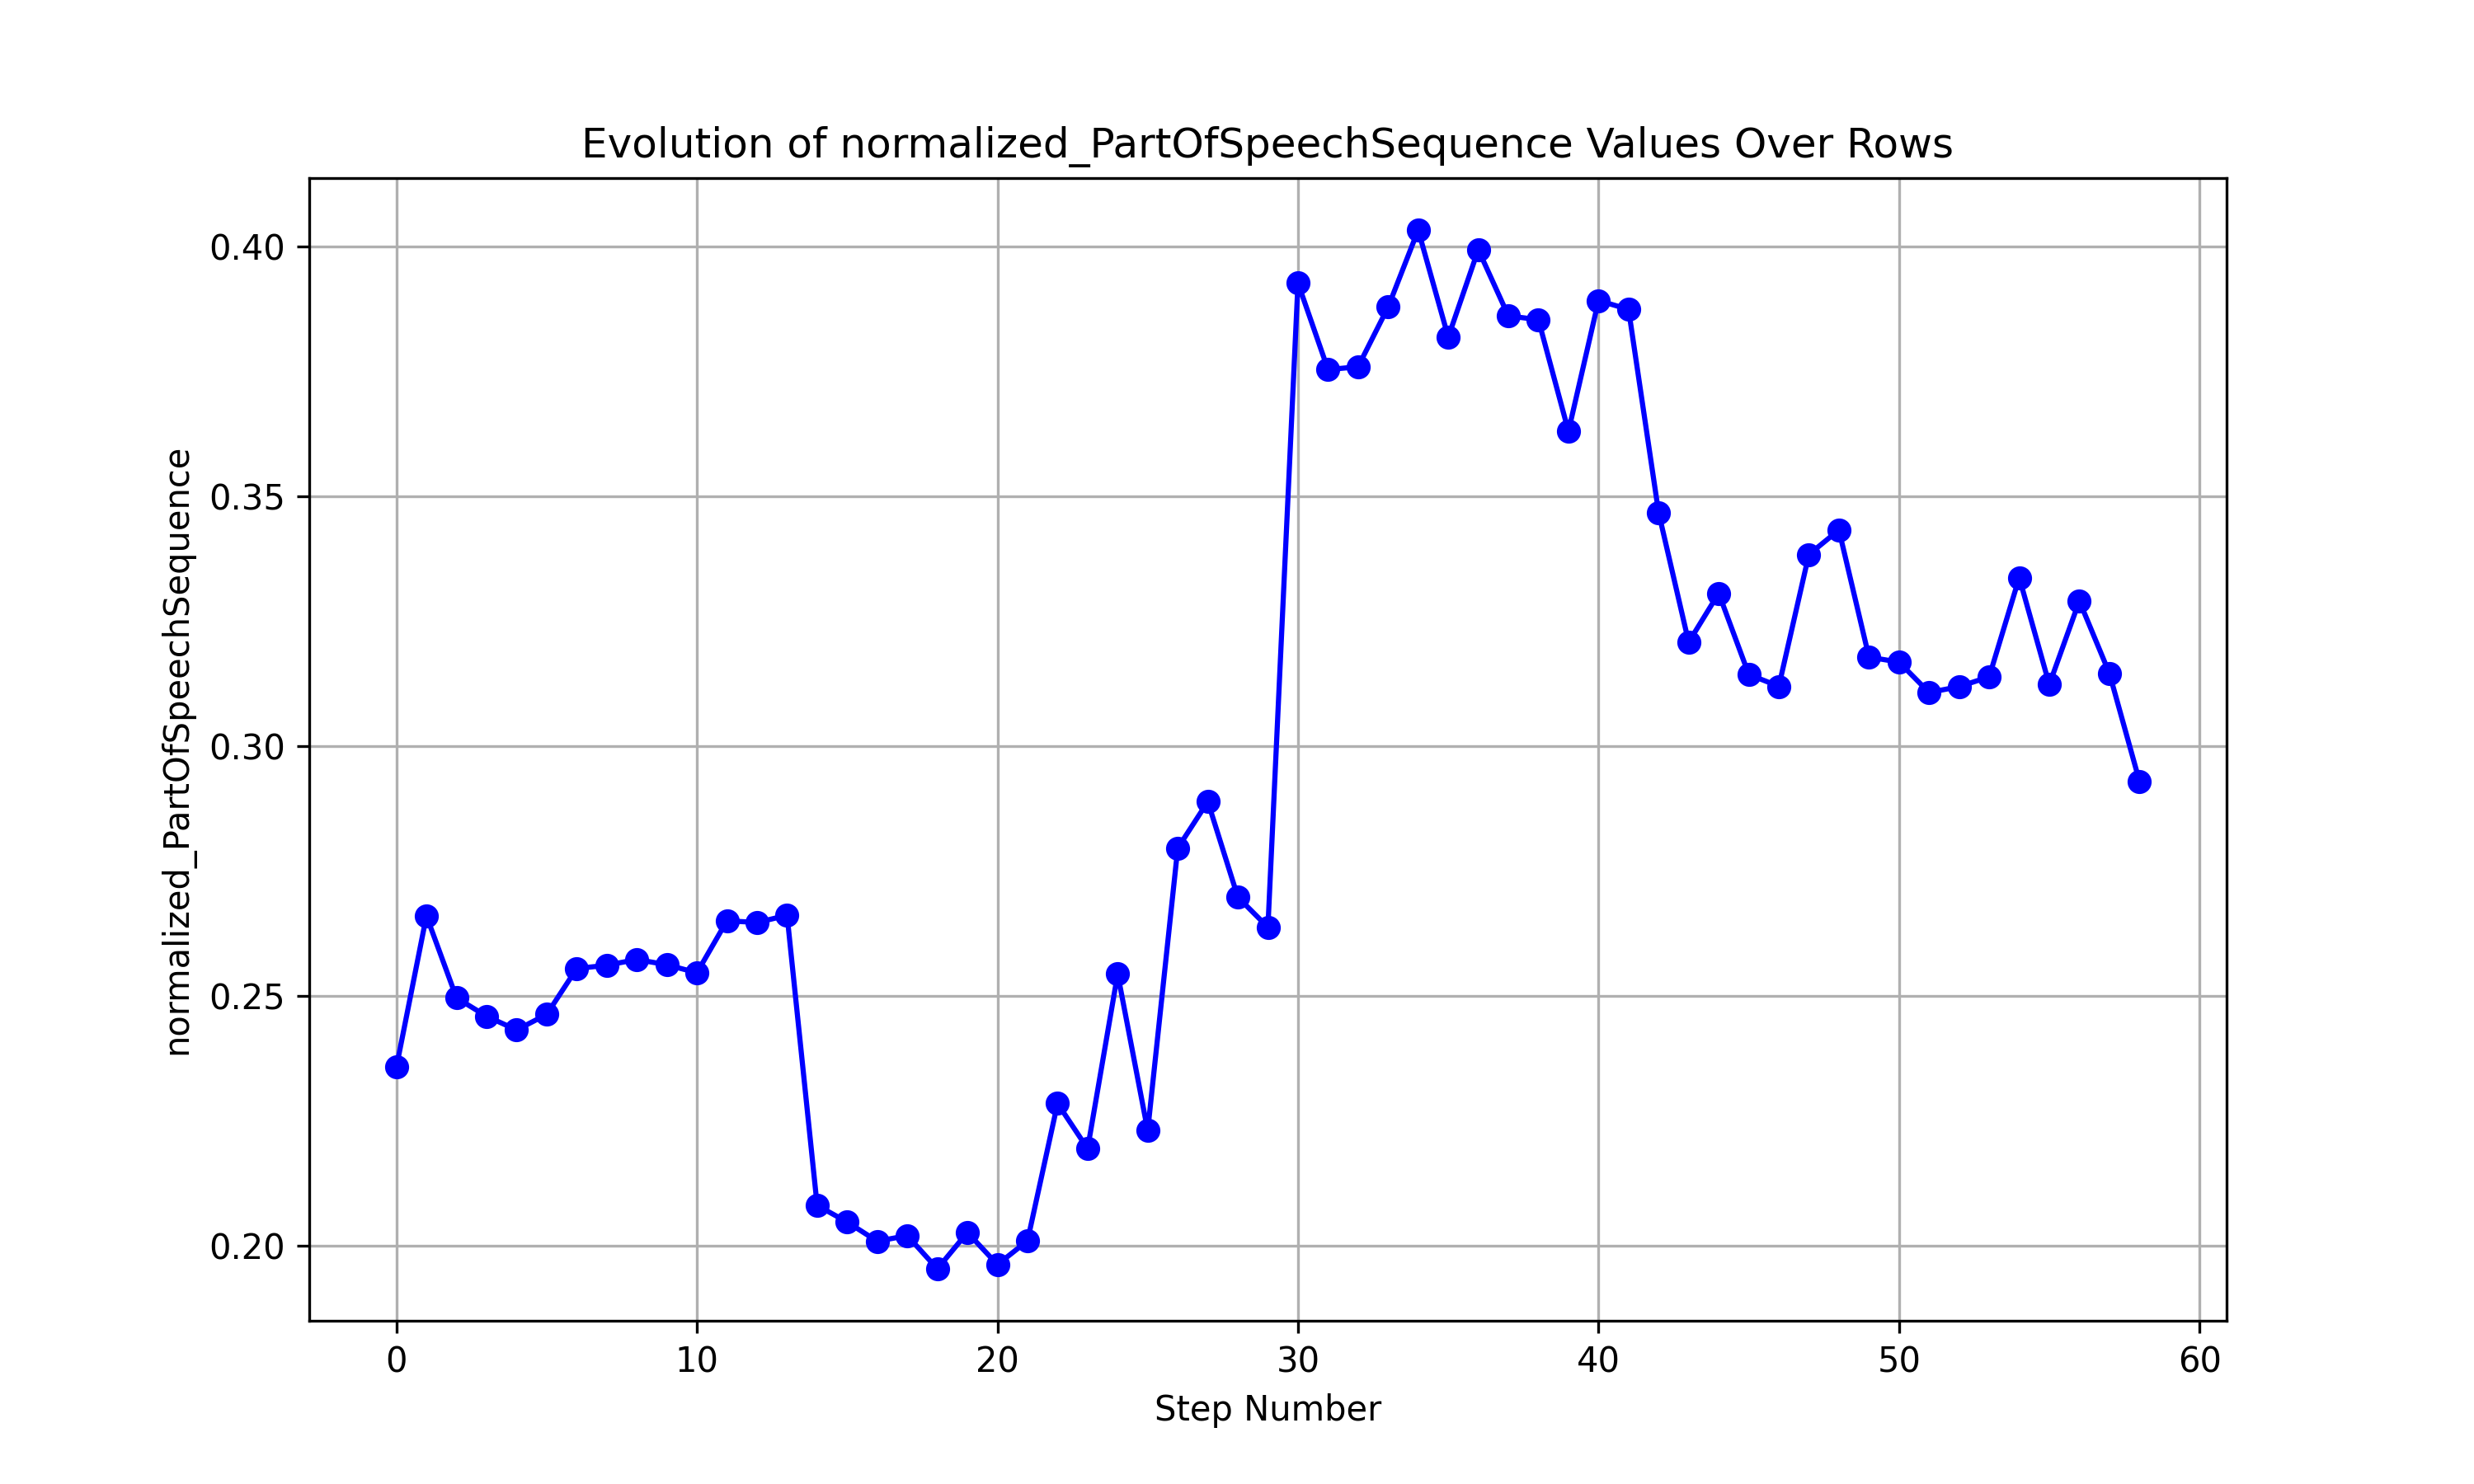 Evolution of normalized_PartOfSpeechSequence Values Over Rows
normalized_PartOfSpeechSequence
0.40
0.35
0.30
0.25
0.20
0 10 20 30 40 50 60
Step Number